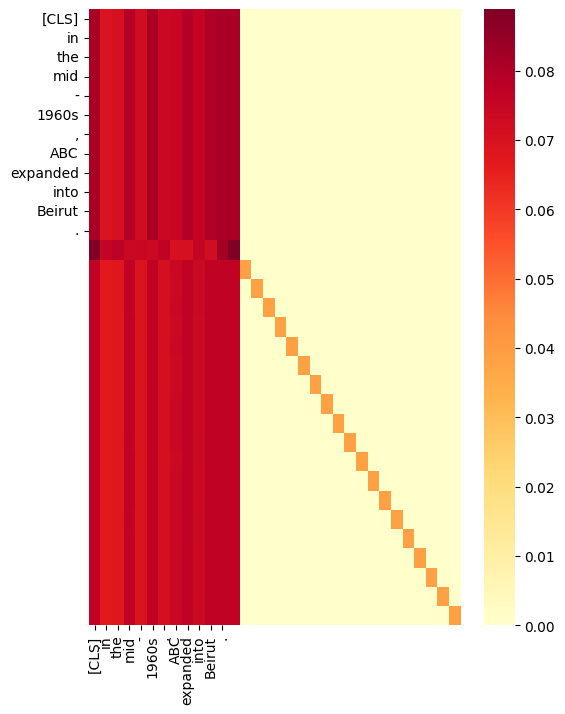 [CLS]
in
the
mid
-
1960s
,
ABC
expanded
into
Beirut
.
0.08
0.07
0.06
0.05
0.04
0.03
0.02
0.01
0.00
[CLS]
in
the
mid
-
1960s
,
ABC
expanded
into
Beirut
.